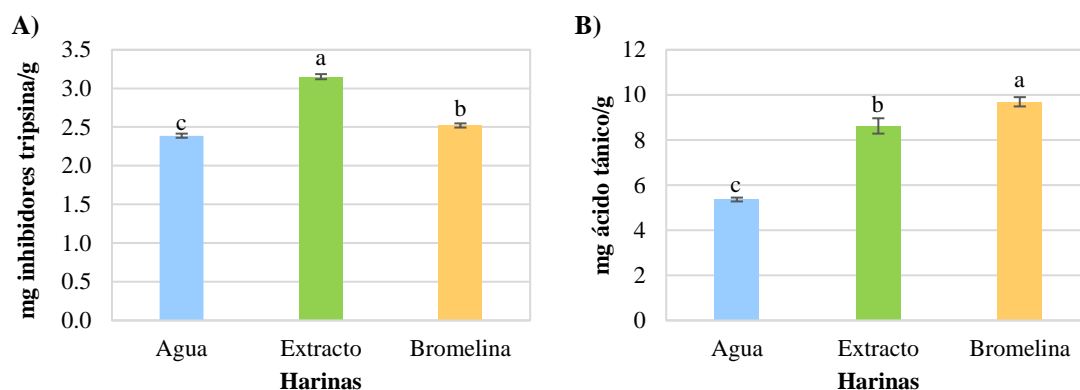 A)
mg inhibidores tripsina/g
3.5
3.0
2.5
2.0
1.5
1.0
0.5
0.0
c
a
b
Agua Extracto Bromelina
Harinas
B)
mg ácido tánico/g
12
10
8
6
4
2
0
c
b
a
Agua Extracto Bromelina
Harinas